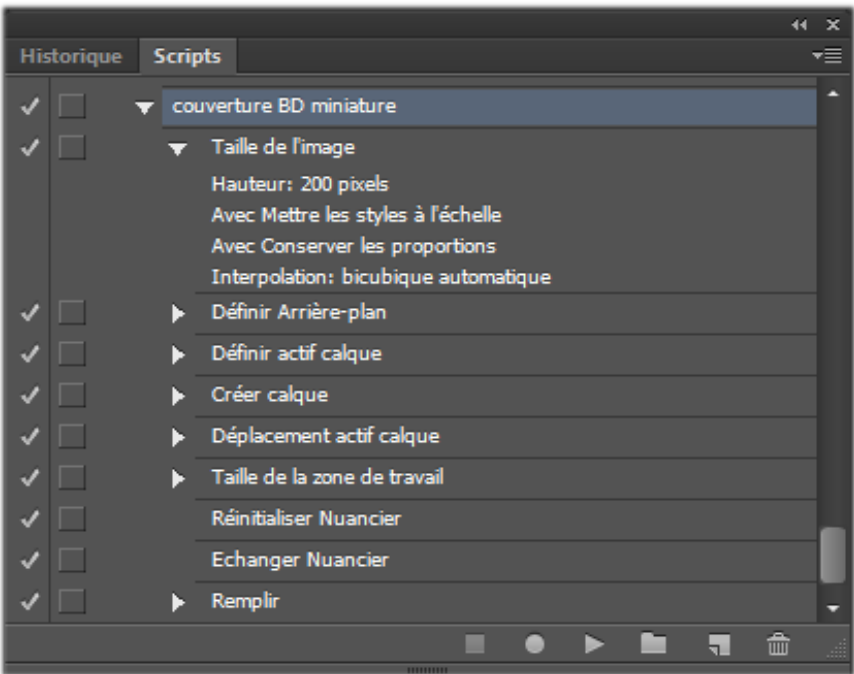 Historique
Scripts
couverture BD miniature
Taille de l'image
Hauteur: 200 pixels
Avec Mettre les styles à l'échelle
Avec Conserver les proportions
Interpolation: bicubique automatique
Définir Arrière-plan
Définir actif calque
Créer calque
Déplacement actif calque
Taille de la zone de travail
Réinitialiser Nuancier
Echanger Nuancier
Remplir